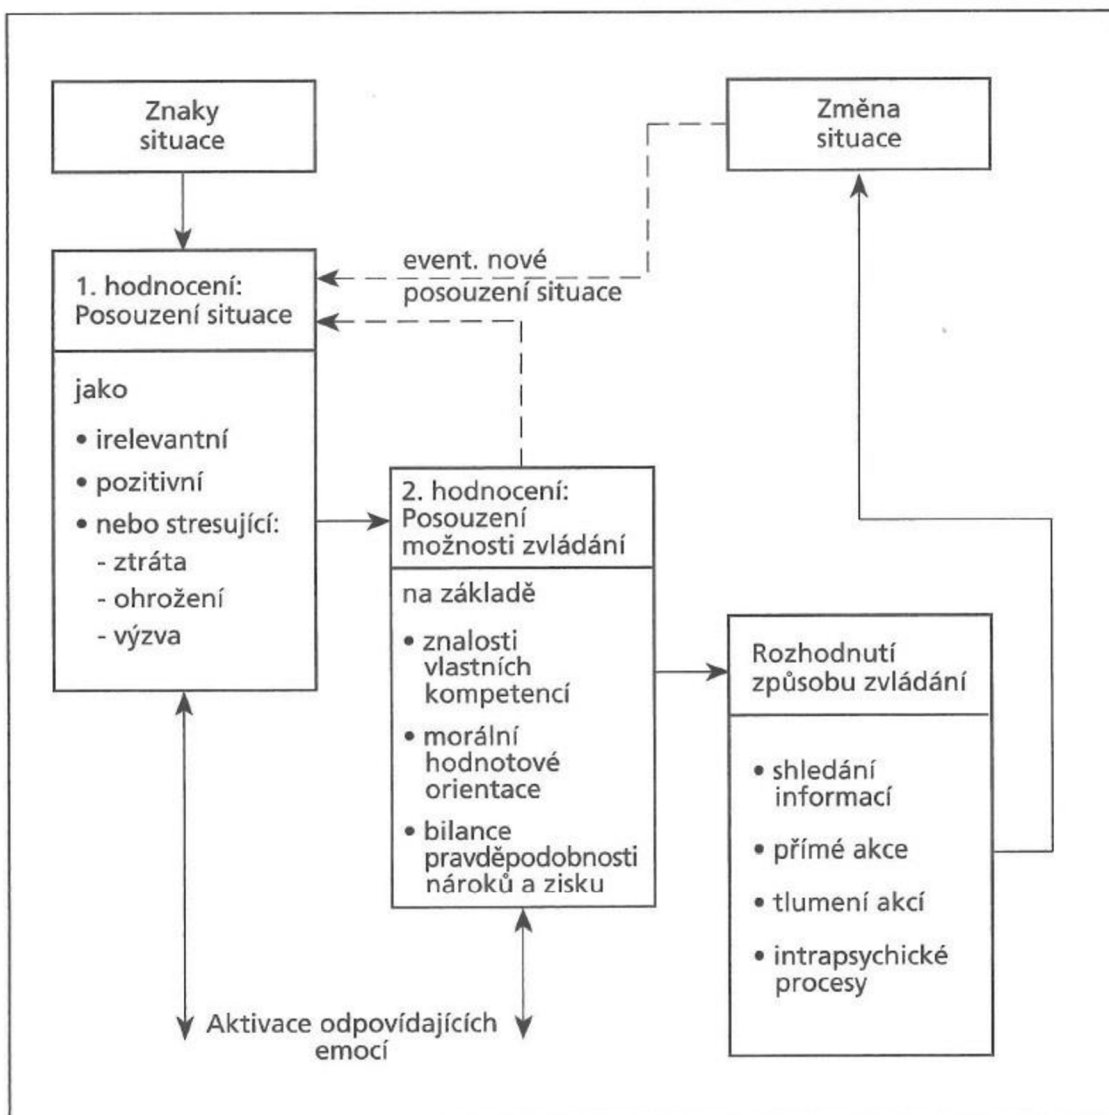 Znaky
situace
Změna
situace
event. nové
posouzení situace
1. hodnocení:
Posouzení situace
jako
• irelevantní
• pozitivní
• nebo stresující:
- ztráta
- ohrožení
- výzva
2. hodnocení:
Posouzení
možnosti zvládání
na základě
• znalosti
vlastních
kompetencí
• morální
hodnotové
orientace
• bilance
pravděpodobnosti
nároků a zisku
Rozhodnutí
způsobu zvládání
• shledání
informací
• přímé akce
• tlumení akcí
• intrapsychické
procesy
Aktivace odpovídajících
emocí